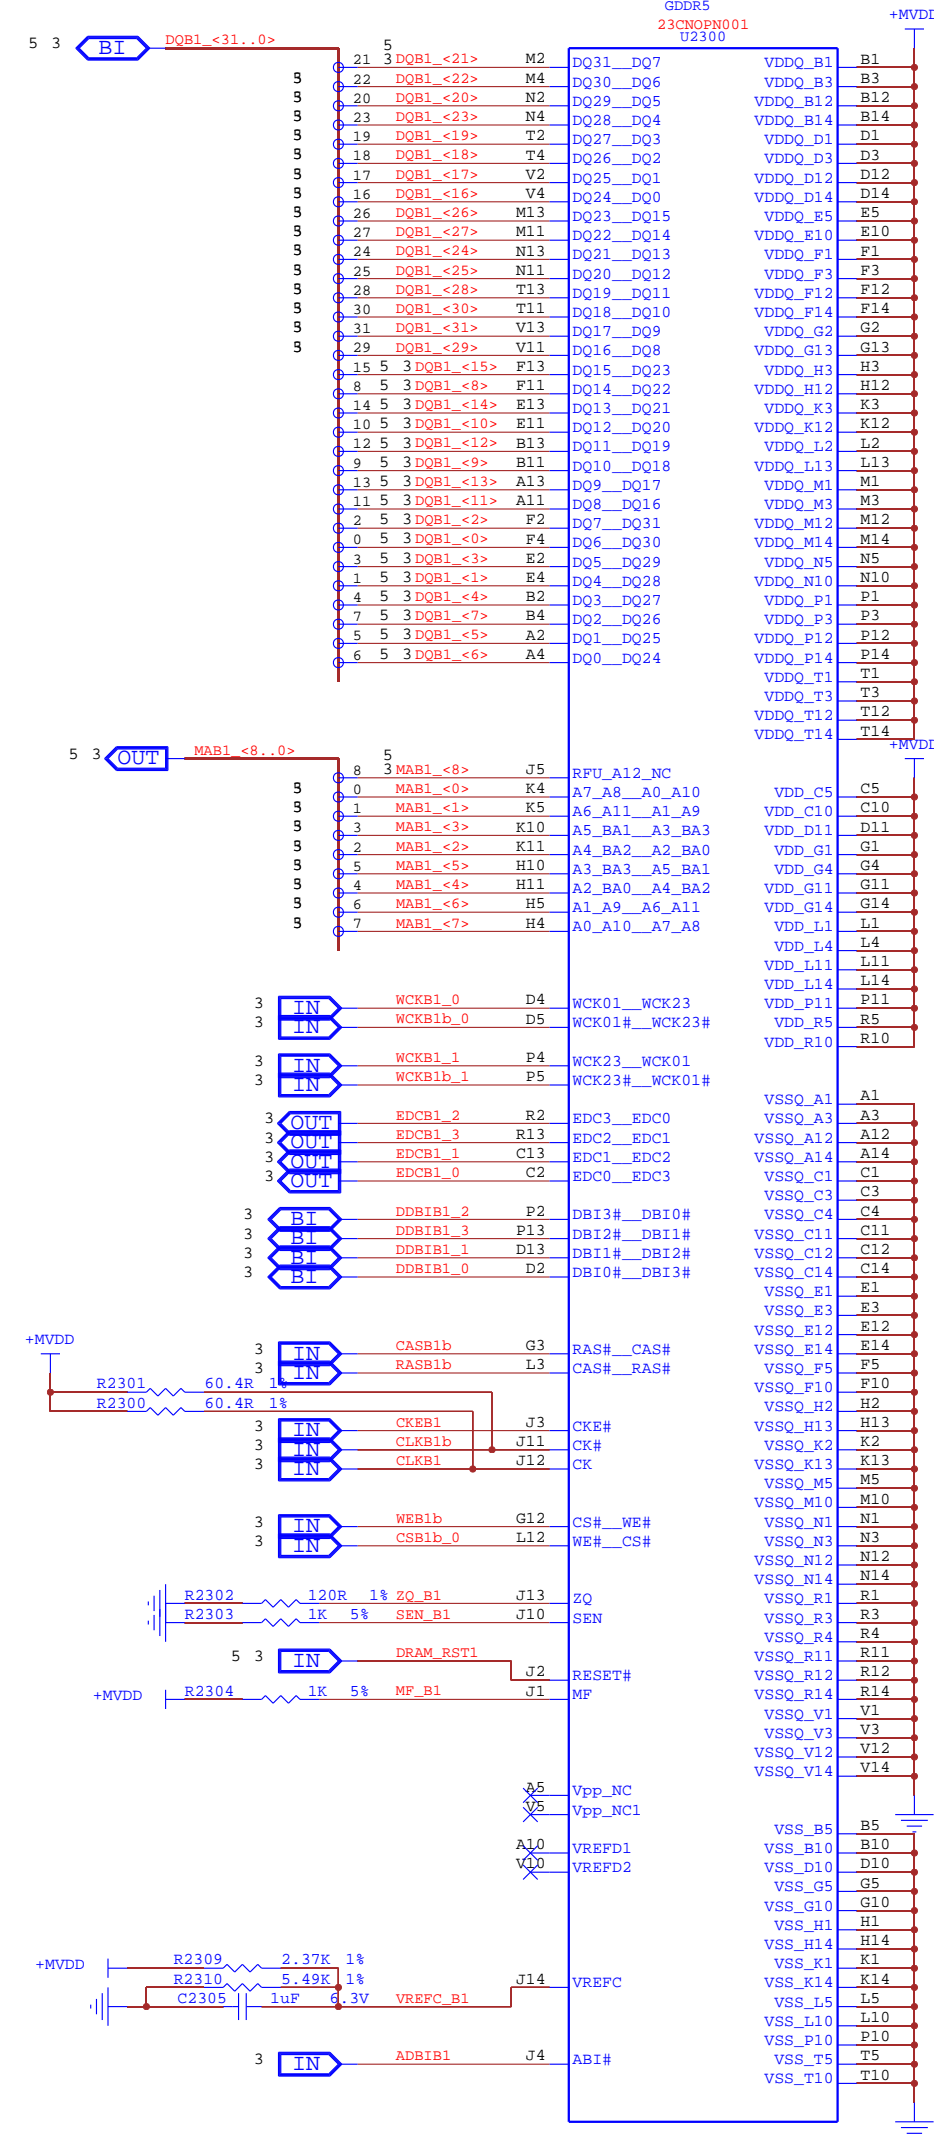 GDDR5
23CNOPN001
U2300
+MVDD
5 3 BI DQB1_<31..0>
5
21 3 DQB1_<21> M2 DQ31__DQ7 VDDQ_B1 B1
22 DQB1_<22> M4 DQ30__DQ6 VDDQ_B3 B3
20 DQB1_<20> N2 DQ29__DQ5 VDDQ_B12 B12
23 DQB1_<23> N4 DQ28__DQ4 VDDQ_B14 B14
19 DQB1_<19> T2 DQ27__DQ3 VDDQ_D1 D1
18 DQB1_<18> T4 DQ26__DQ2 VDDQ_D3 D3
17 DQB1_<17> V2 DQ25__DQ1 VDDQ_D12 D12
16 DQB1_<16> V4 DQ24__DQ0 VDDQ_D14 D14
26 DQB1_<26> M13 DQ23__DQ15 VDDQ_E5 E5
27 DQB1_<27> M11 DQ22__DQ14 VDDQ_E10 E10
24 DQB1_<24> N13 DQ21__DQ13 VDDQ_F1 F1
25 DQB1_<25> N11 DQ20__DQ12 VDDQ_F3 F3
28 DQB1_<28> T13 DQ19__DQ11 VDDQ_F12 F12
30 DQB1_<30> T11 DQ18__DQ10 VDDQ_F14 F14
31 DQB1_<31> V13 DQ17__DQ9 VDDQ_G2 G2
29 DQB1_<29> V11 DQ16__DQ8 VDDQ_G13 G13
15 5 3 DQB1_<15> F13 DQ15__DQ23 VDDQ_H3 H3
8 5 3 DQB1_<8> F11 DQ14__DQ22 VDDQ_H12 H12
14 5 3 DQB1_<14> E13 DQ13__DQ21 VDDQ_K3 K3
10 5 3 DQB1_<10> E11 DQ12__DQ20 VDDQ_K12 K12
12 5 3 DQB1_<12> B13 DQ11__DQ19 VDDQ_L2 L2
9 5 3 DQB1_<9> B11 DQ10__DQ18 VDDQ_L13 L13
13 5 3 DQB1_<13> A13 DQ9__DQ17 VDDQ_M1 M1
11 5 3 DQB1_<11> A11 DQ8__DQ16 VDDQ_M3 M3
2 5 3 DQB1_<2> F2 DQ7__DQ31 VDDQ_M12 M12
0 5 3 DQB1_<0> F4 DQ6__DQ30 VDDQ_M14 M14
3 5 3 DQB1_<3> E2 DQ5__DQ29 VDDQ_N5 N5
1 5 3 DQB1_<1> E4 DQ4__DQ28 VDDQ_N10 N10
4 5 3 DQB1_<4> B2 DQ3__DQ27 VDDQ_P1 P1
7 5 3 DQB1_<7> B4 DQ2__DQ26 VDDQ_P3 P3
5 5 3 DQB1_<5> A2 DQ1__DQ25 VDDQ_P12 P12
6 5 3 DQB1_<6> A4 DQ0__DQ24 VDDQ_P14 P14
VDDQ_T1 T1
VDDQ_T3 T3
VDDQ_T12 T12
VDDQ_T14 T14
5 3 OUT MAB1_<8..0> +MVDD
5
8 3 MAB1_<8> J5 RFU_A12_NC
0 MAB1_<0> K4 A7_A8__A0_A10 VDD_C5 C5
1 MAB1_<1> K5 A6_A11__A1_A9 VDD_C10 C10
3 MAB1_<3> K10 A5_BA1__A3_BA3 VDD_D11 D11
2 MAB1_<2> K11 A4_BA2__A2_BA0 VDD_G1 G1
5 MAB1_<5> H10 A3_BA3__A5_BA1 VDD_G4 G4
4 MAB1_<4> H11 A2_BA0__A4_BA2 VDD_G11 G11
6 MAB1_<6> H5 A1_A9__A6_A11 VDD_G14 G14
7 MAB1_<7> H4 A0_A10__A7_A8 VDD_L1 L1
VDD_L4 L4
VDD_L11 L11
VDD_L14 L14
3 IN WCKB1_0 D4 WCK01__WCK23 VDD_P11 P11
3 IN WCKB1b_0 D5 WCK01#__WCK23# VDD_R5 R5
VDD_R10 R10
3 IN WCKB1_1 P4 WCK23__WCK01
3 IN WCKB1b_1 P5 WCK23#__WCK01#
VSSQ_A1 A1
3 OUT EDCB1_2 R2 EDC3__EDC0 VSSQ_A3 A3
3 OUT EDCB1_3 R13 EDC2__EDC1 VSSQ_A12 A12
3 OUT EDCB1_1 C13 EDC1__EDC2 VSSQ_A14 A14
3 OUT EDCB1_0 C2 EDC0__EDC3 VSSQ_C1 C1
VSSQ_C3 C3
3 BI DDBIB1_2 P2 DBI3#__DBI0# VSSQ_C4 C4
3 BI DDBIB1_3 P13 DBI2#__DBI1# VSSQ_C11 C11
3 BI DDBIB1_1 D13 DBI1#__DBI2# VSSQ_C12 C12
3 BI DDBIB1_0 D2 DBI0#__DBI3# VSSQ_C14 C14
VSSQ_E1 E1
VSSQ_E3 E3
VSSQ_E12 E12
+MVDD
3 IN CASB1b G3 RAS#__CAS# VSSQ_E14 E14
3 IN RASB1b L3 CAS#__RAS# VSSQ_F5 F5
R2301 60.4R 1% VSSQ_F10 F10
R2300 60.4R 1% VSSQ_H2 H2
3 IN CKEB1 J3 CKE# VSSQ_H13 H13
3 IN CLKB1b J11 CK# VSSQ_K2 K2
3 IN CLKB1 J12 CK VSSQ_K13 K13
VSSQ_M5 M5
VSSQ_M10 M10
3 IN WEB1b G12 CS#__WE# VSSQ_N1 N1
3 IN CSB1b_0 L12 WE#__CS# VSSQ_N3 N3
VSSQ_N12 N12
VSSQ_N14 N14
R2302 120R 1% ZQ_B1 J13 ZQ VSSQ_R1 R1
R2303 1K 5% SEN_B1 J10 SEN VSSQ_R3 R3
VSSQ_R4 R4
5 3 IN DRAM_RST1 VSSQ_R11 R11
J2 RESET# VSSQ_R12 R12
+MVDD R2304 1K 5% MF_B1 J1 MF VSSQ_R14 R14
VSSQ_V1 V1
VSSQ_V3 V3
VSSQ_V12 V12
VSSQ_V14 V14
A5 Vpp_NC
V5 Vpp_NC1
VSS_B5 B5
A10 VREFD1 VSS_B10 B10
V10 VREFD2 VSS_D10 D10
VSS_G5 G5
VSS_G10 G10
VSS_H1 H1
VSS_H14 H14
+MVDD R2309 2.37K 1% VSS_K1 K1
R2310 5.49K 1% J14 VREFC VSS_K14 K14
C2305 1uF 6.3V VREFC_B1 VSS_L5 L5
VSS_L10 L10
VSS_P10 P10
3 IN ADBIB1 J4 ABI# VSS_T5 T5
VSS_T10 T10